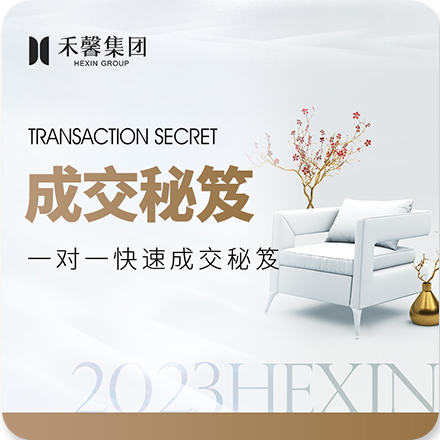 禾馨集团
HEXIN GROUP
TRANSACTION SECRET
成交秘笈
一对一快速成交秘笈
2023HEXIN